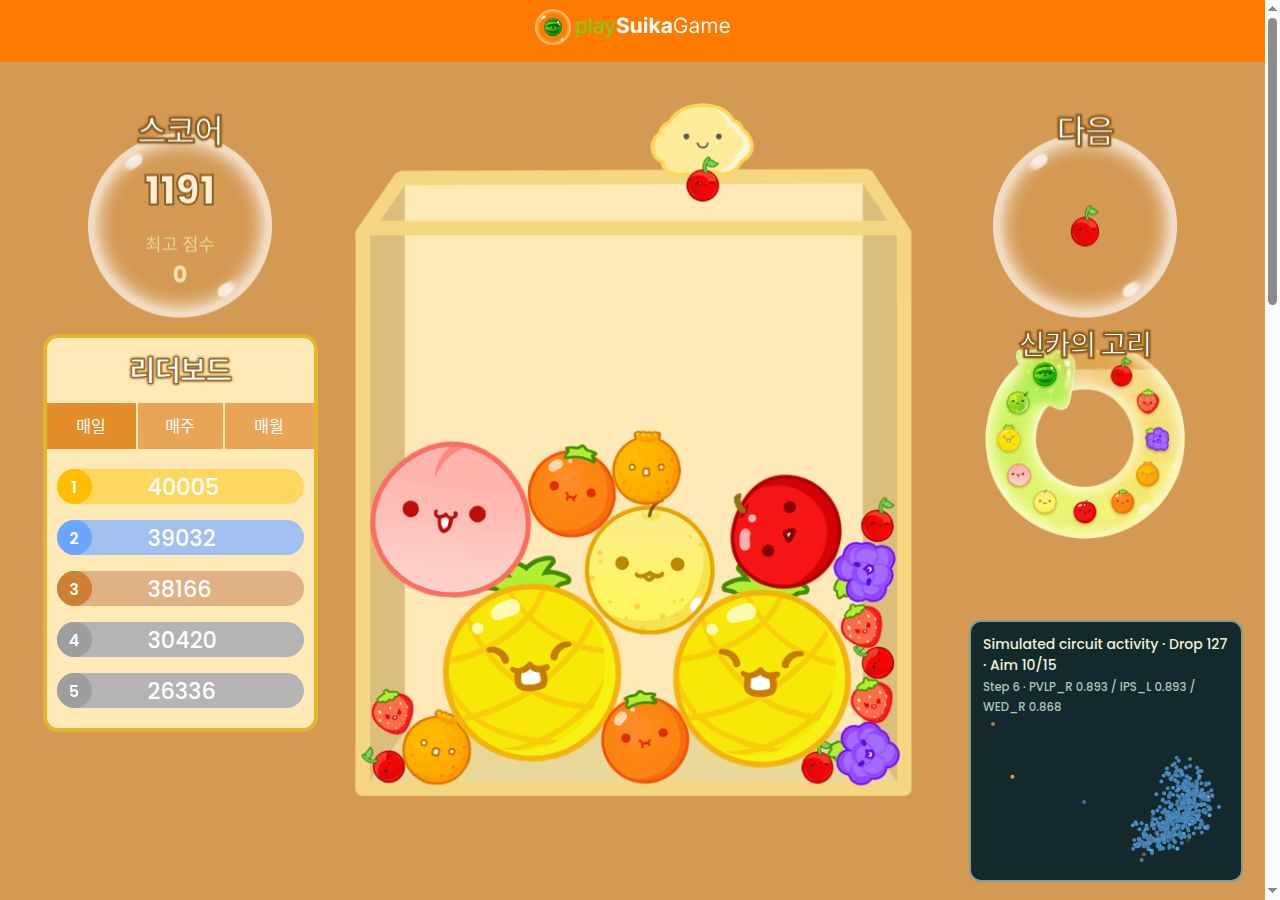 playSuikaGame
스코어
1191
최고 점수
0
다음
신카의 고리
리더보드
매일 매주 매월
1 40005
2 39032
3 38166
4 30420
5 26336
Simulated circuit activity · Drop 127
· Aim 10/15
Step 6 · PVLP_R 0.893 / IPS_L 0.893 /
WED_R 0.868